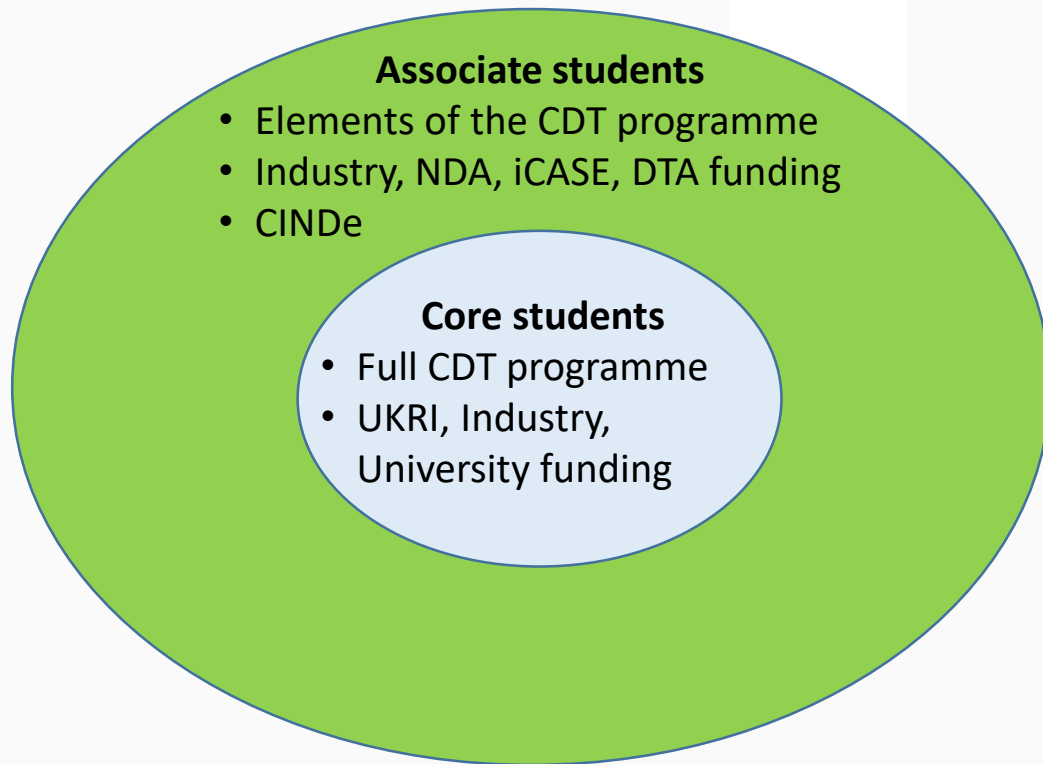 Associate students
• Elements of the CDT programme
• Industry, NDA, iCASE, DTA funding
• CINDe
Core students
• Full CDT programme
• UKRI, Industry,
University funding